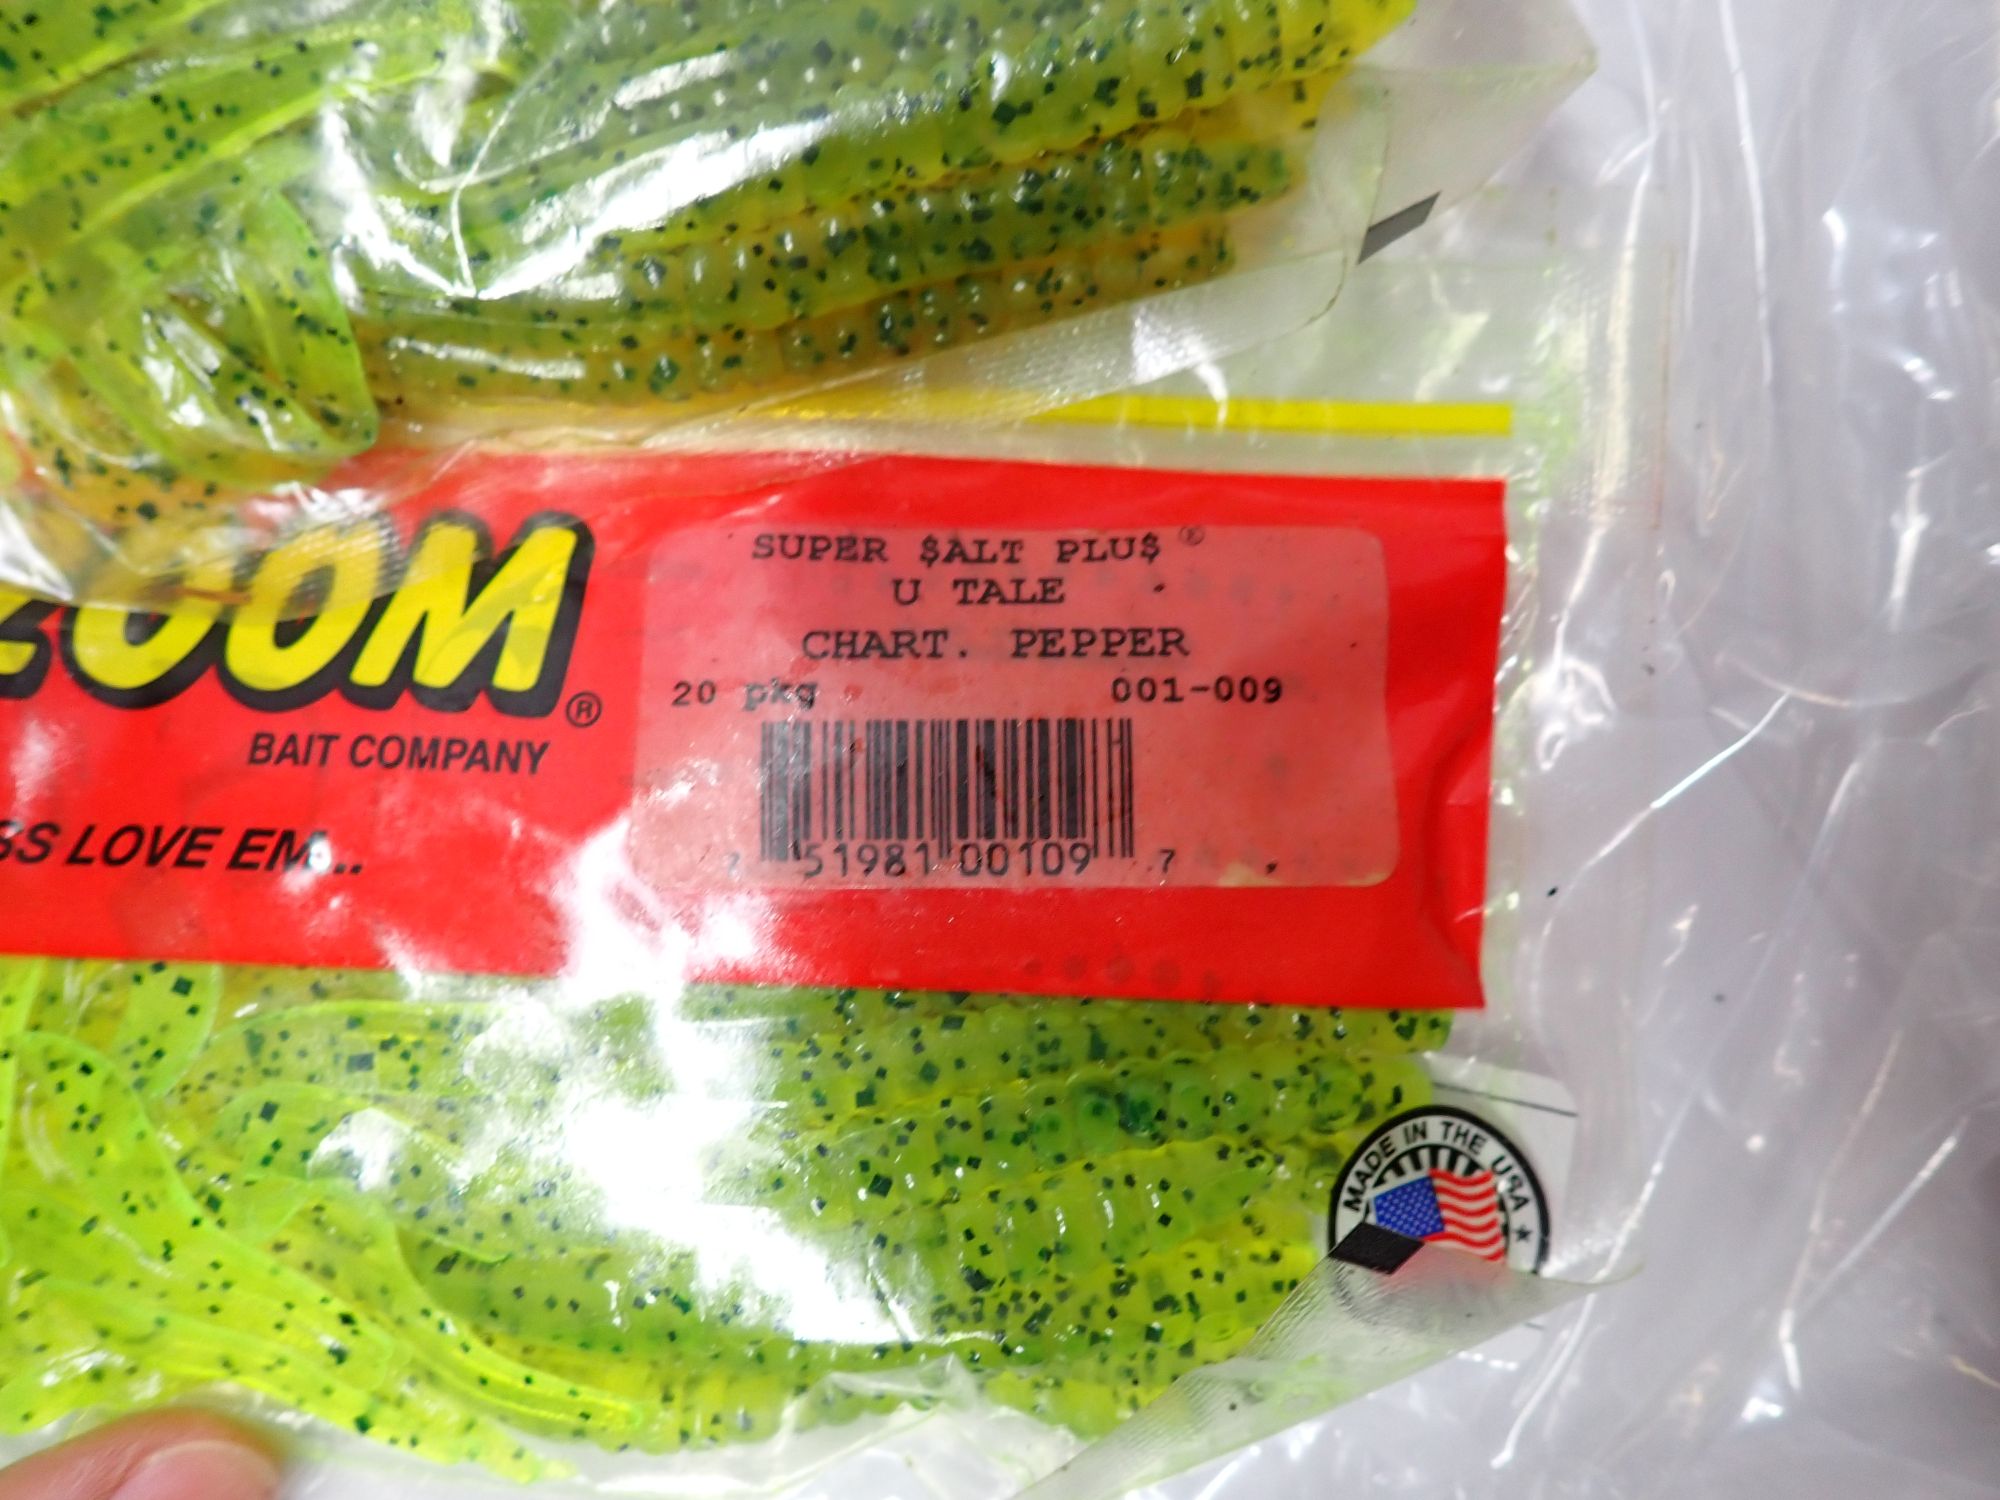 ZOOM®
BAIT COMPANY
SS LOVE EM...
SUPER $ALT PLU$®
U TALE
CHART. PEPPER
20 pkg 001-009
51981 00109 7
MADE IN THE USA ★